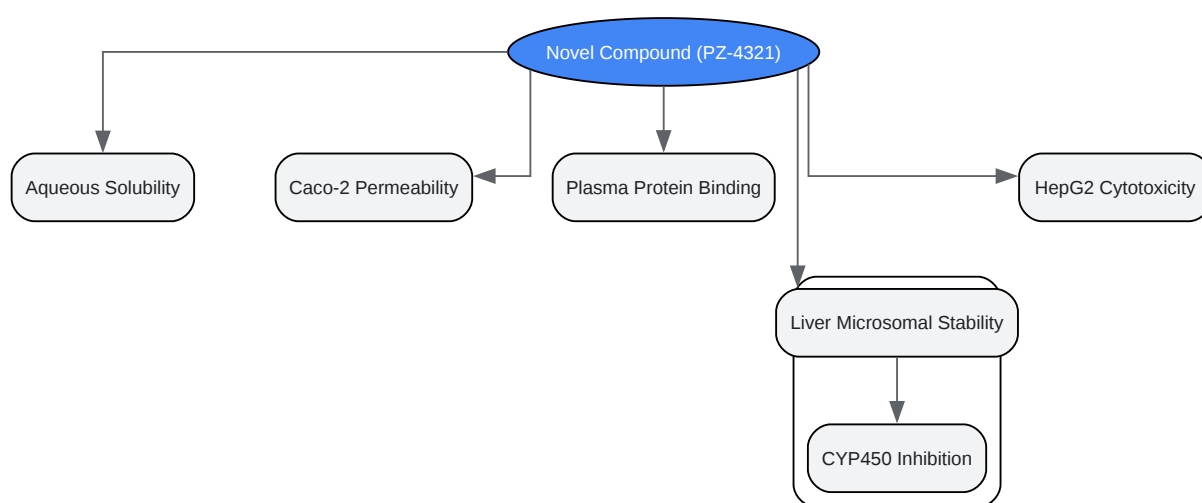 Novel Compound (PZ-4321)
Aqueous Solubility
Caco-2 Permeability
Plasma Protein Binding
HepG2 Cytotoxicity
Liver Microsomal Stability
CYP450 Inhibition